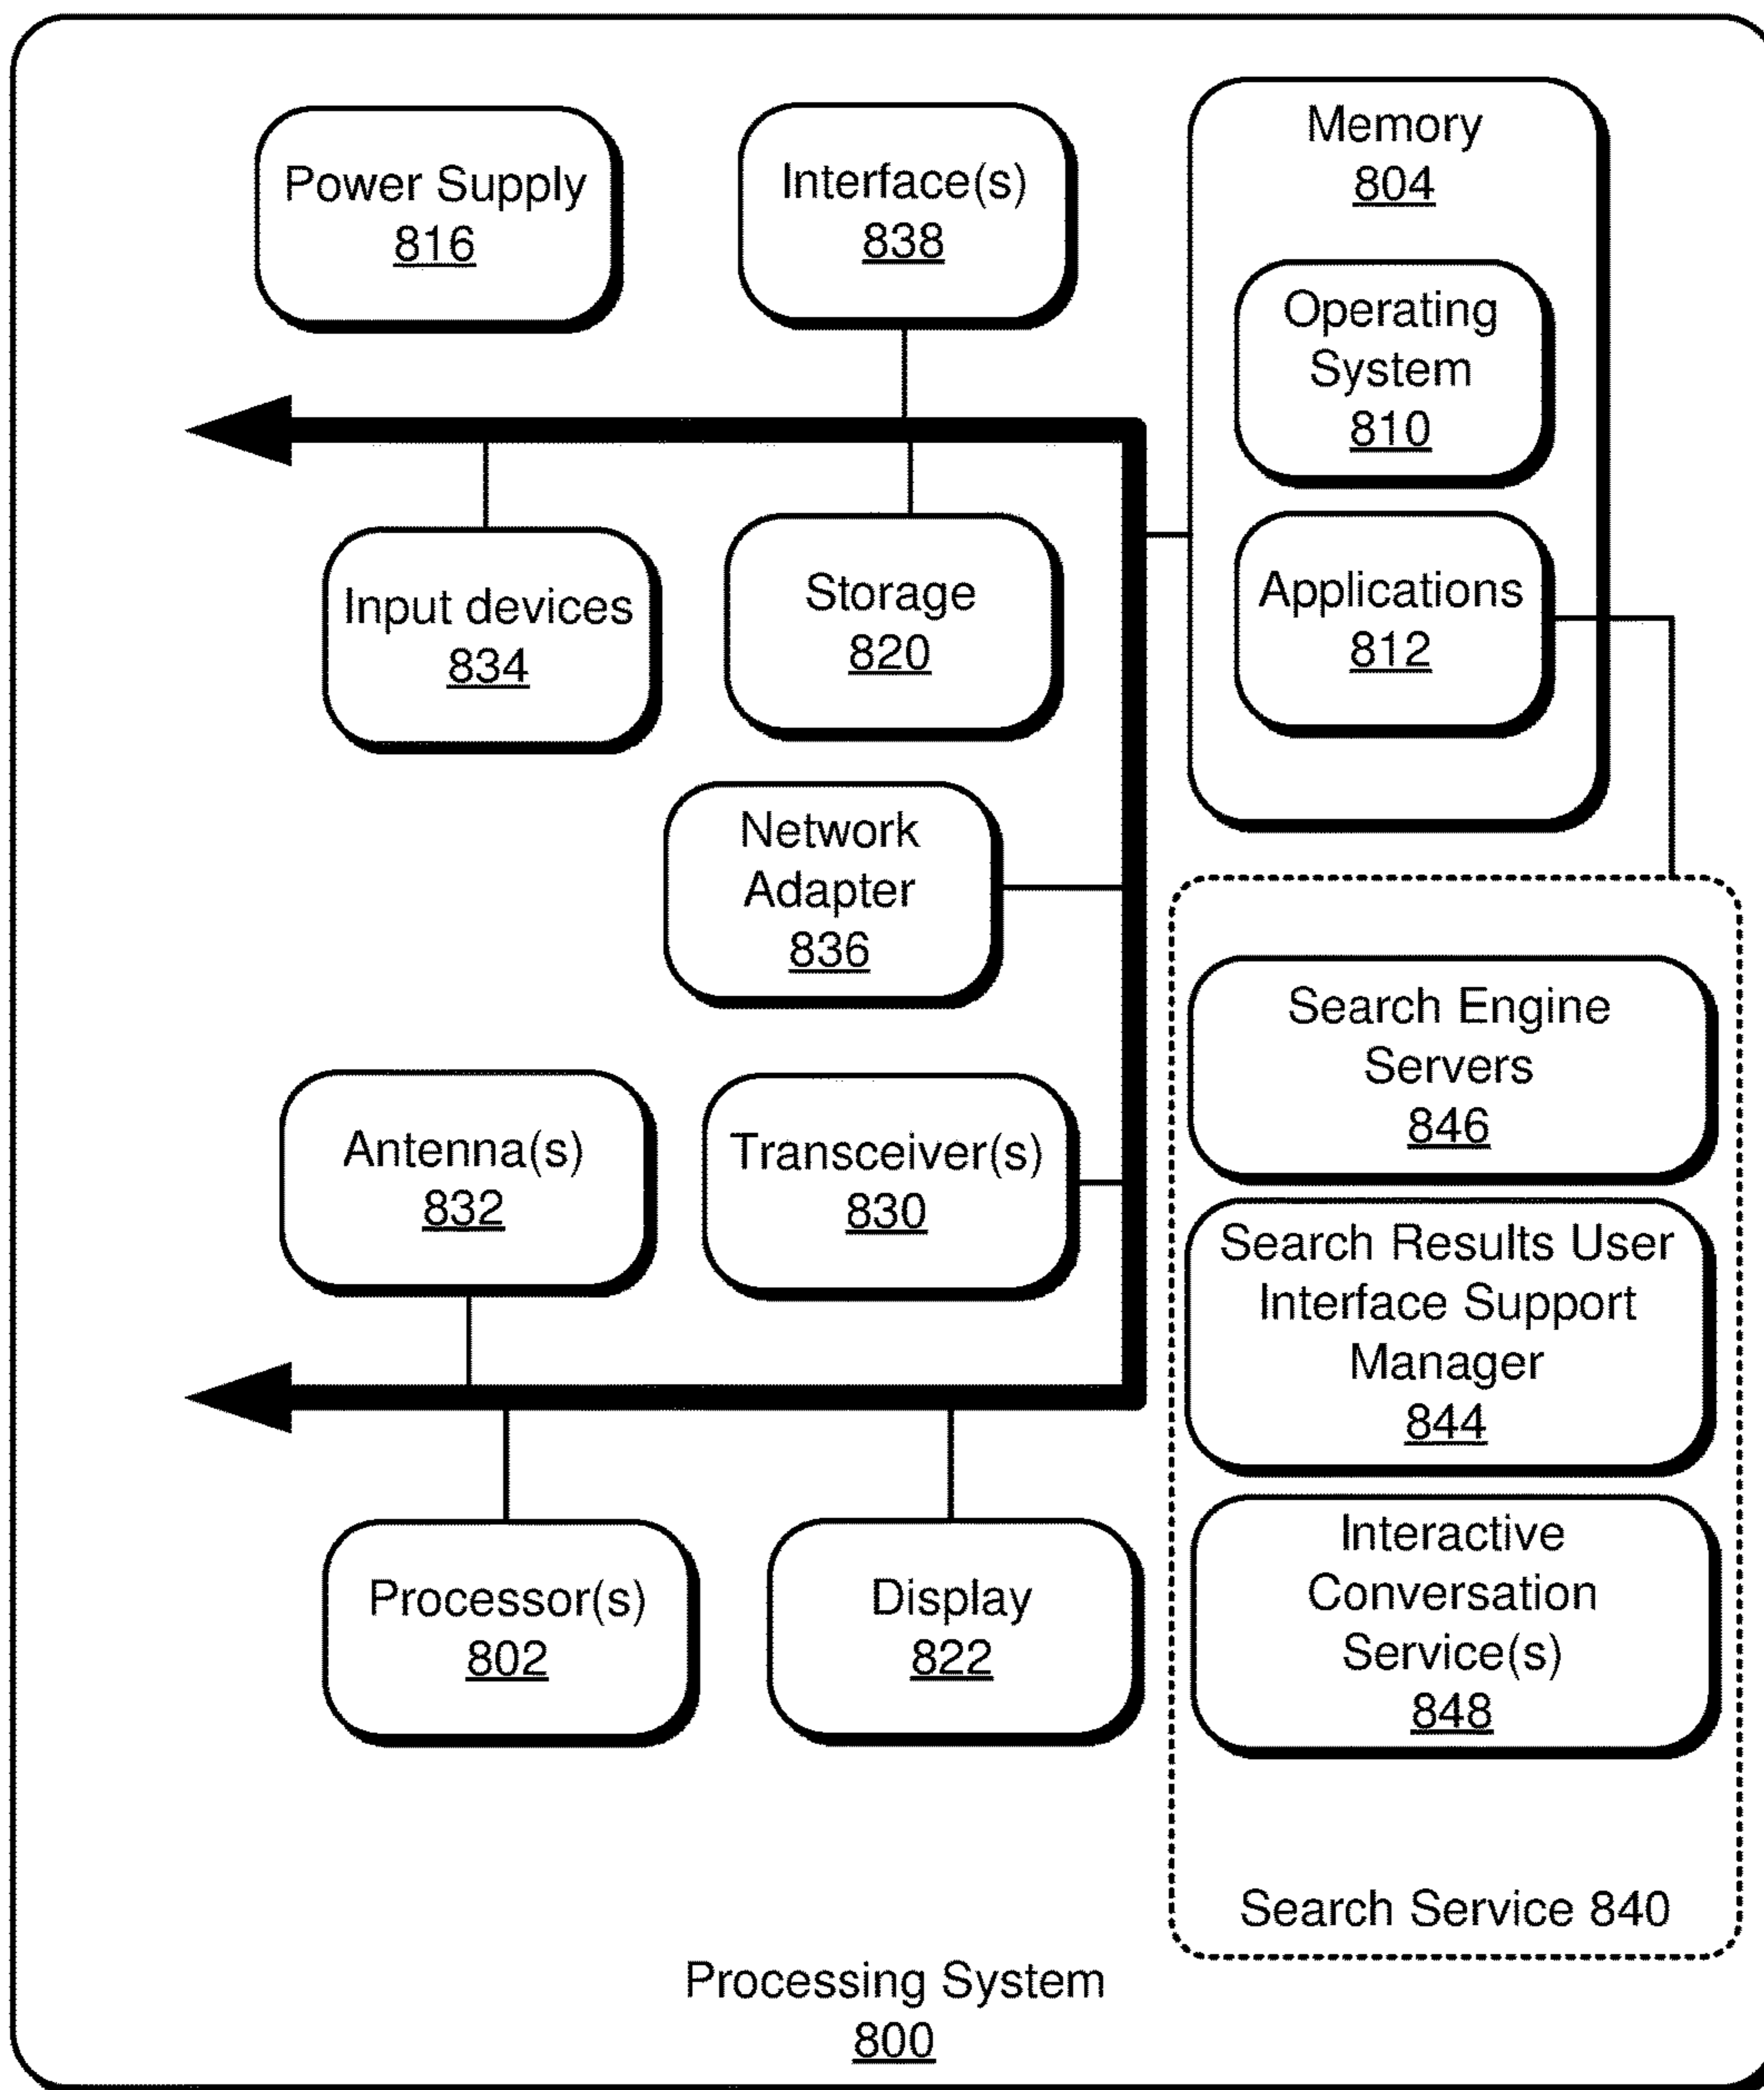 Power Supply
816
Interface(s)
838
Memory
804
Operating
System
810
Applications
812
Input devices
834
Storage
820
Network
Adapter
836
Antenna(s)
832
Transceiver(s)
830
Processor(s)
802
Display
822
Search Engine
Servers
846
Search Results User
Interface Support
Manager
844
Interactive
Conversation
Service(s)
848
Search Service 840
Processing System
800